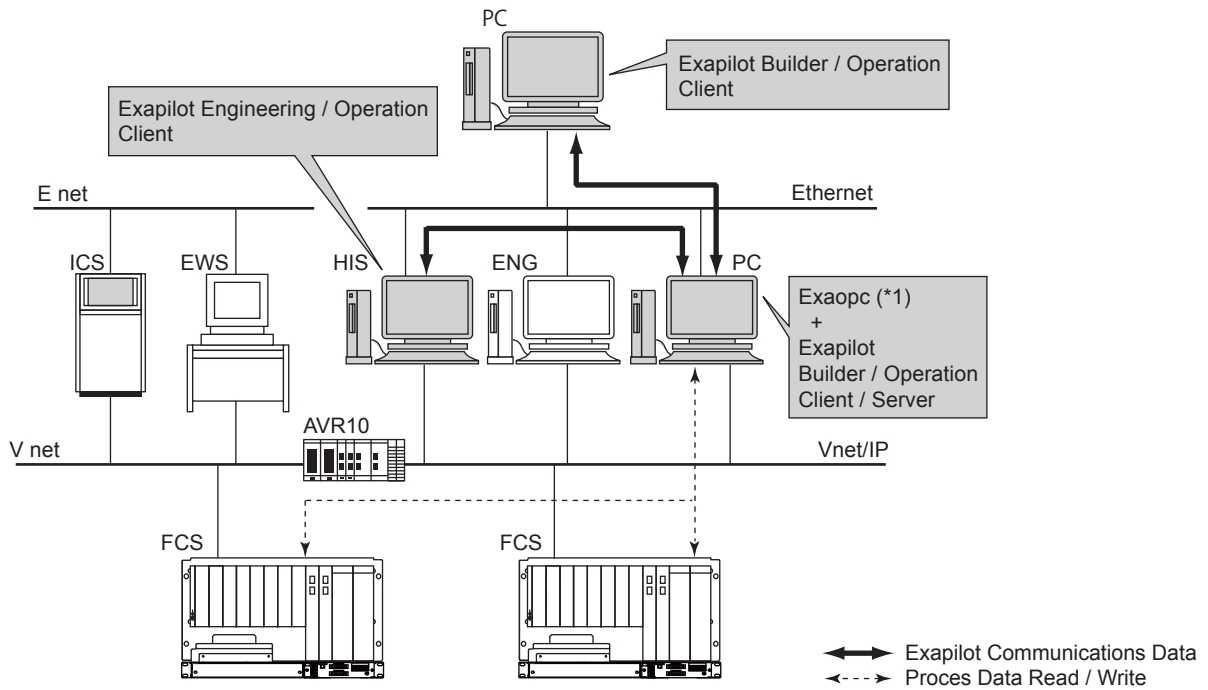 PC
Exapilot Builder / Operation
Client
Exapilot Engineering / Operation
Client
E net
Ethernet
ICS
EWS
HIS
ENG
PC
Exaopc (*1)
+
Exapilot
Builder / Operation
Client / Server
AVR10
V net
Vnet/IP
FCS
FCS
Exapilot Communications Data
Proces Data Read / Write